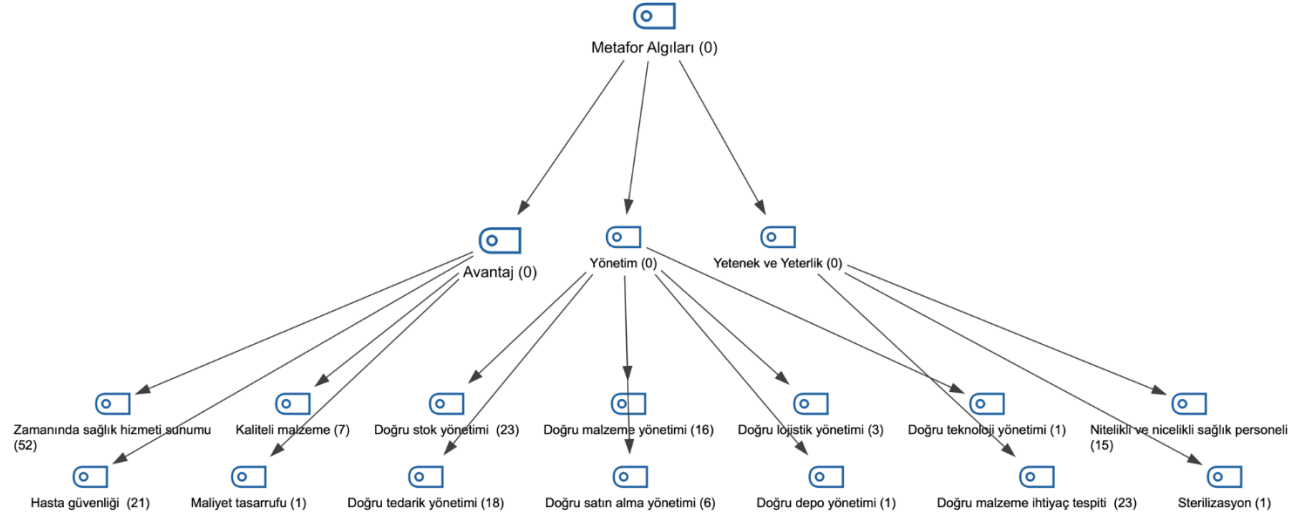 Metafor Algıları (0)
Avantaj (0)
Yönetim (0)
Yetenek ve Yeterlik (0)
Zamanında sağlık hizmeti sunumu
(52)
Kaliteli malzeme (7)
Doğru stok yönetimi (23)
Doğru malzeme yönetimi (16)
Doğru lojistik yönetimi (3)
Doğru teknoloji yönetimi (1)
Nitelikli ve nicelikli sağlık personeli
(15)
Hasta güvenliği (21)
Maliyet tasarrufu (1)
Doğru tedarik yönetimi (18)
Doğru satın alma yönetimi (6)
Doğru depo yönetimi (1)
Doğru malzeme ihtiyaç tespiti (23)
Sterilizasyon (1)